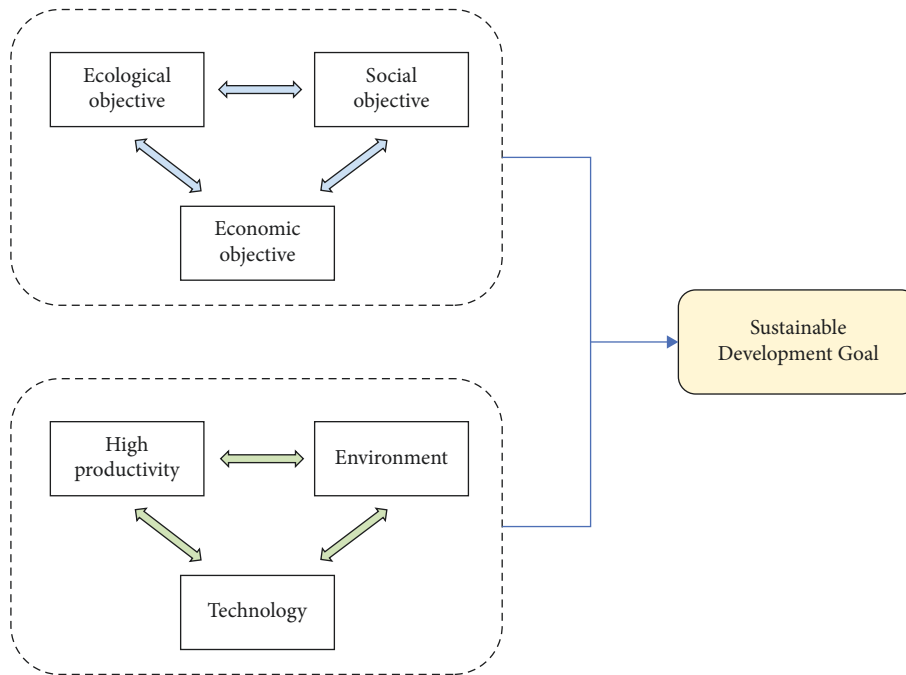 Ecological
objective
Social
objective
Economic
objective
Sustainable
Development Goal
High
productivity
Environment
Technology